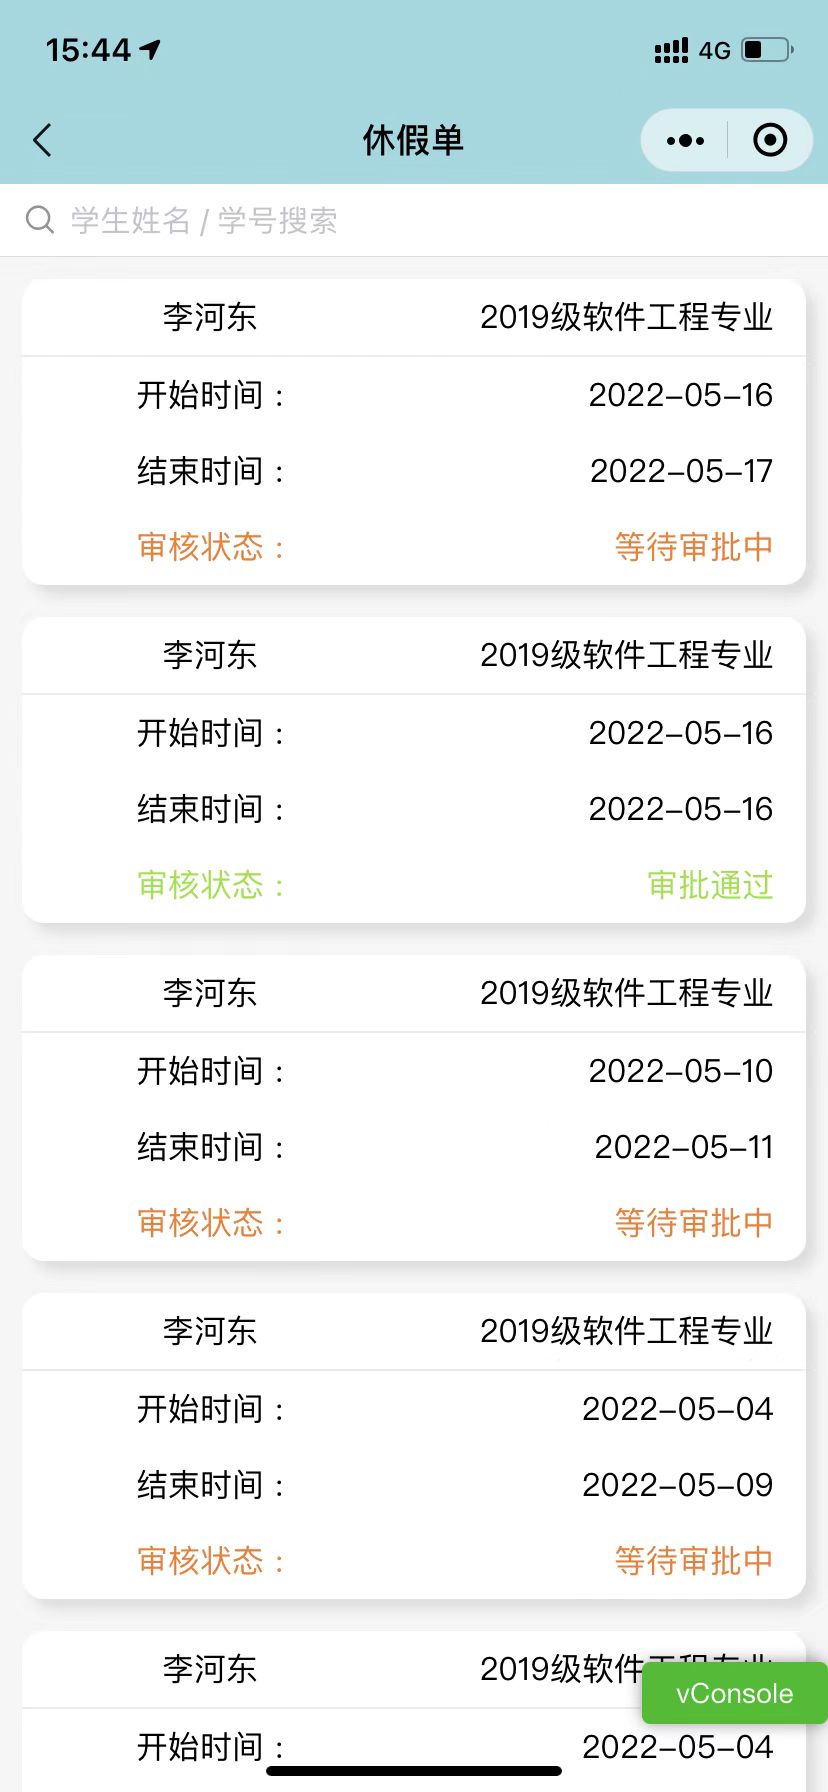 15:44 4G
休假单
学生姓名 / 学号搜索
李河东 2019级软件工程专业
开始时间： 2022-05-16
结束时间： 2022-05-17
审核状态： 等待审批中
李河东 2019级软件工程专业
开始时间： 2022-05-16
结束时间： 2022-05-16
审核状态： 审批通过
李河东 2019级软件工程专业
开始时间： 2022-05-10
结束时间： 2022-05-11
审核状态： 等待审批中
李河东 2019级软件工程专业
开始时间： 2022-05-04
结束时间： 2022-05-09
审核状态： 等待审批中
李河东 2019级软件工程专业
vConsole
开始时间： 2022-05-04